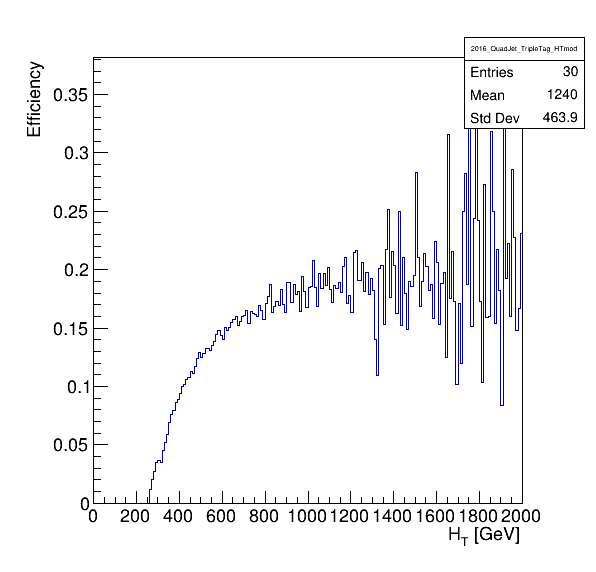 2016_QuadJet_TripleTag_HTmod
Entries 30
Mean 1240
Std Dev 463.9
Efficiency
0.35
0.3
0.25
0.2
0.15
0.1
0.05
0
0 200 400 600 800 1000 1200 1400 1600 1800 2000
H_T [GeV]